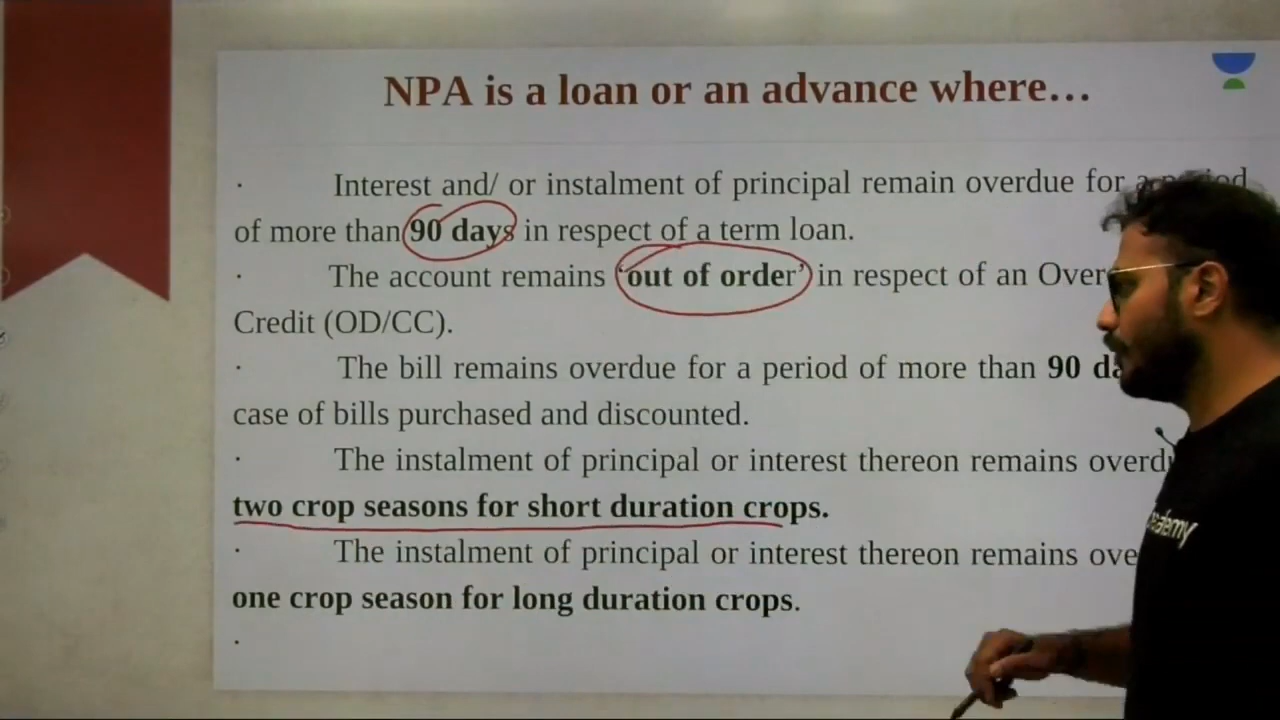 NPA is a loan or an advance where…
· Interest and/ or instalment of principal remain overdue for a period
of more than 90 days in respect of a term loan.
· The account remains ‘out of order’ in respect of an
Credit (OD/CC).
· The bill remains overdue for a period of more than 90
case of bills purchased and discounted.
· The instalment of principal or interest thereon remains
two crop seasons for short duration crops.
· The instalment of principal or interest thereon remains
one crop season for long duration crops.
·